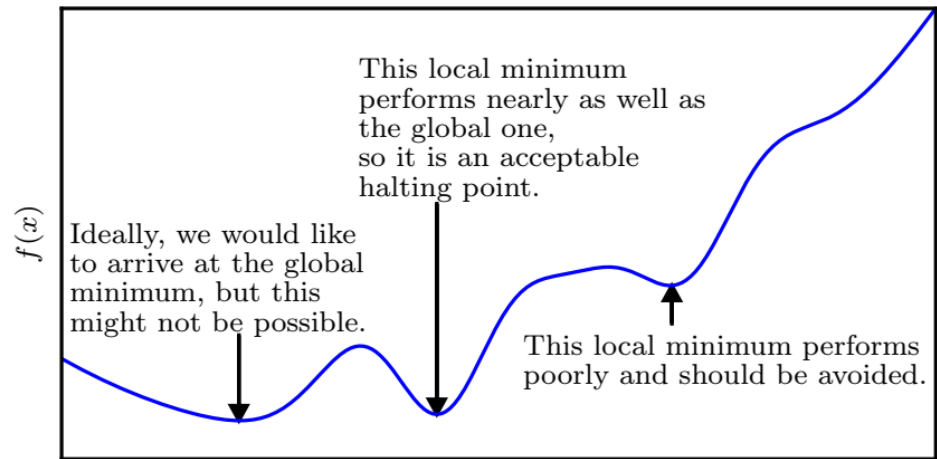 This local minimum
performs nearly as well as
the global one,
so it is an acceptable
halting point.
Ideally, we would like
to arrive at the global
minimum, but this
might not be possible.
This local minimum performs
poorly and should be avoided.
f(x)